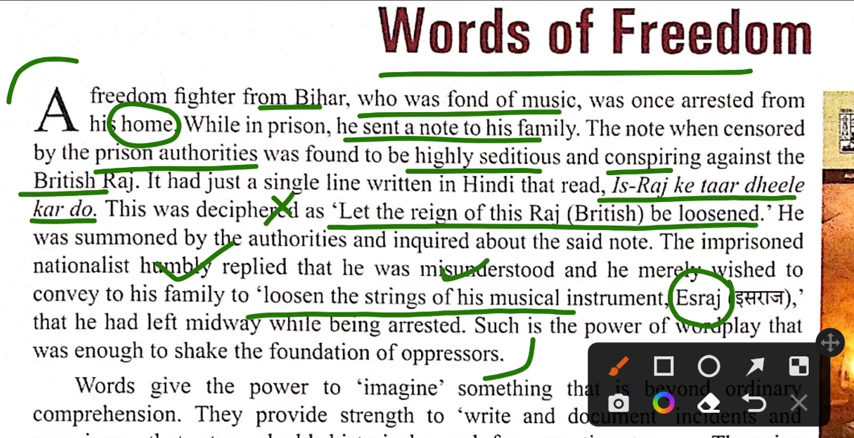 Words of Freedom
A freedom fighter from Bihar, who was fond of music, was once arrested from
his home. While in prison, he sent a note to his family. The note when censored
by the prison authorities was found to be highly seditious and conspiring against the
British Raj. It had just a single line written in Hindi that read, Is-Raj ke taar dheele
kar do. This was deciphered as ‘Let the reign of this Raj (British) be loosened.’ He
was summoned by the authorities and inquired about the said note. The imprisoned
nationalist humbly replied that he was misunderstood and he merely wished to
convey to his family to ‘loosen the strings of his musical instrument, Esraj (इसराज),’
that he had left midway while being arrested. Such is the power of wordplay that
was enough to shake the foundation of oppressors.
Words give the power to ‘imagine’ something that is beyond ordinary
comprehension. They provide strength to ‘write and document incidents and